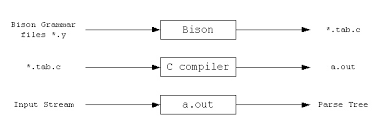 Bison Grammar
files *.y
Bison
*.tab.c
*.tab.c
C compiler
a.out
Input Stream
a.out
Parse Tree